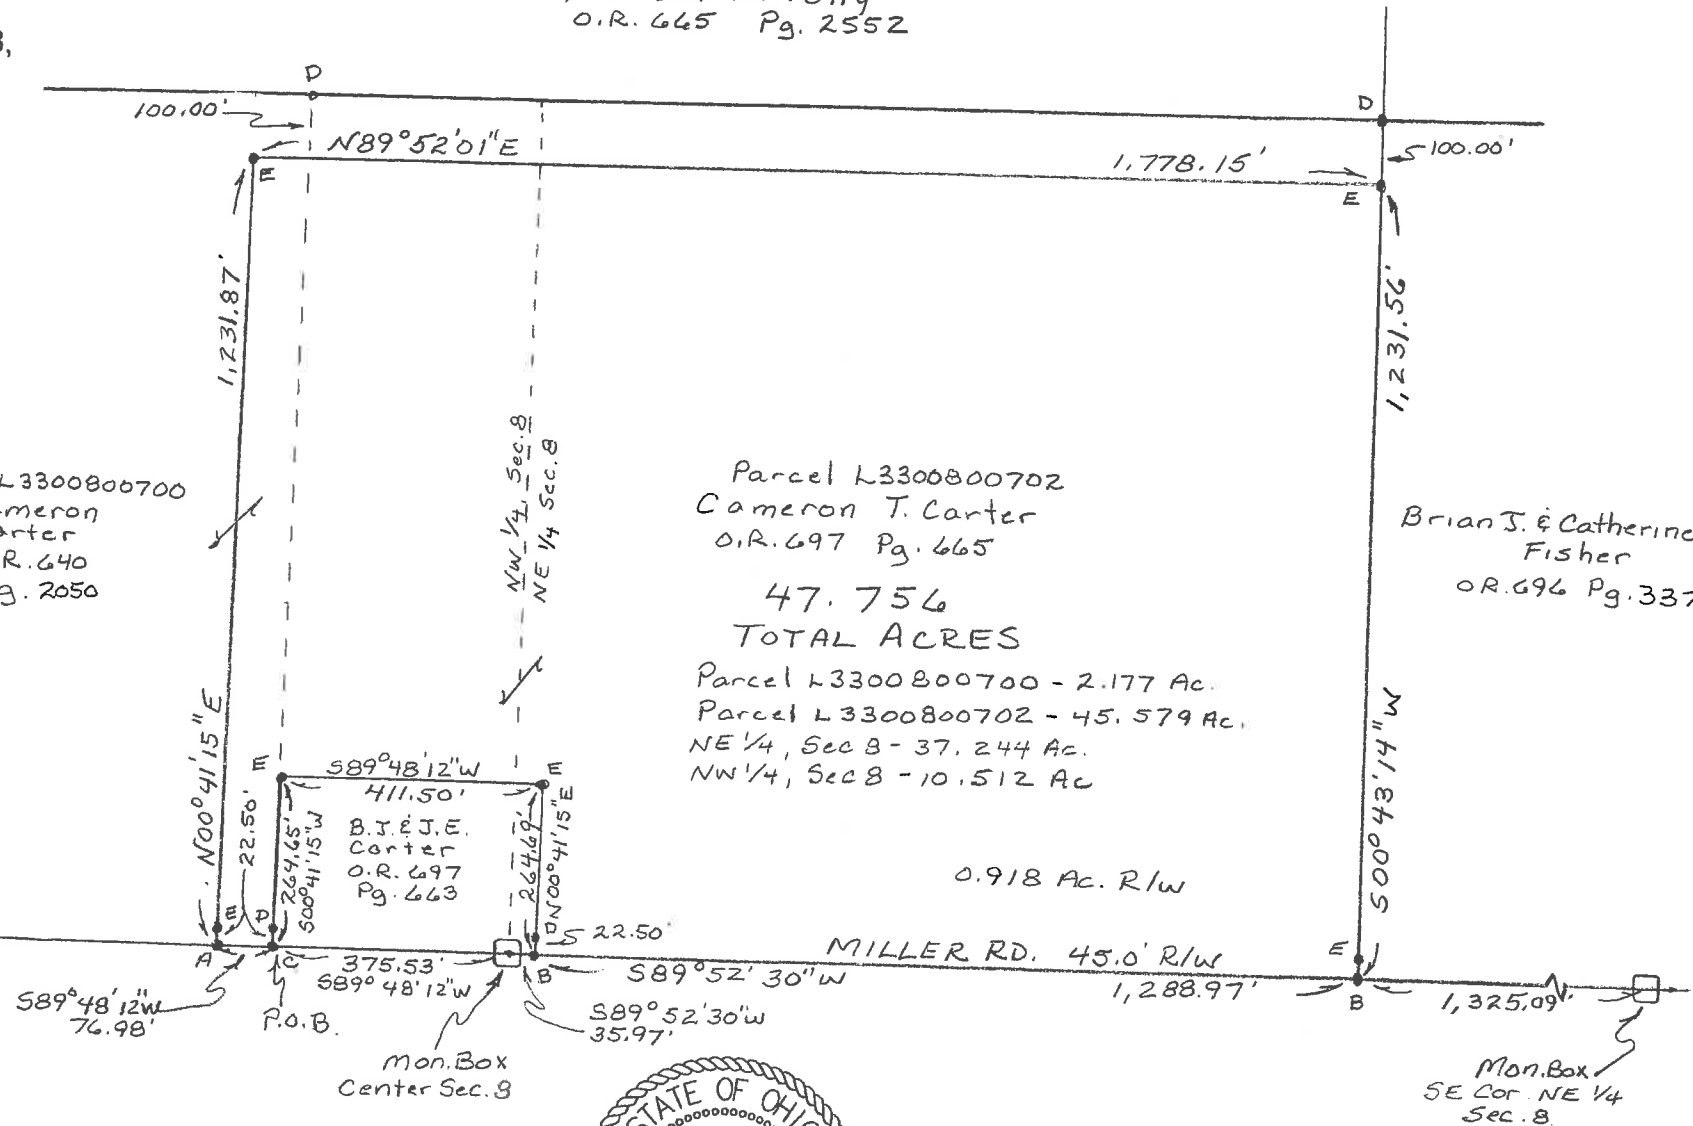 O.R. 665 Pg. 2552
D
100.00'
N89°52'01"E
E
1,778.15'
D
100.00'
E
1,231.87'
1,231.56'
NW 1/4, Sec. 8
NE 1/4 Sec. 8
L3300800700
meron
arter
R. 640
g. 2050
Parcel L3300800702
Cameron T. Carter
O.R. 697 Pg. 665
47.756
TOTAL ACRES
Parcel L3300800700 - 2.177 Ac.
Parcel L3300800702 - 45.579 Ac.
NE 1/4, Sec 8 - 37.244 Ac.
NW 1/4, Sec 8 - 10.512 Ac
Brian J. & Catherine
Fisher
OR. 696 Pg. 337
N00°41'15"E
S00°43'14"W
E
S89°48'12"W
411.50'
E
22.50'
264.65'
S00°41'15"W
B.J. & J.E.
Carter
O.R. 697
Pg. 663
264.69'
N00°41'15"E
D
0.918 Ac. R/W
E
D
22.50'
MILLER RD. 45.0' R/W
E
A
C
375.53'
S89°48'12"W
B
S89°52'30"W
1,288.97'
B
1,325.09'
S89°48'12"W
76.98'
P.O.B.
S89°52'30"W
35.97'
Mon. Box
Center Sec. 8
Mon. Box
SE Cor. NE 1/4
Sec. 8
STATE OF OHIO